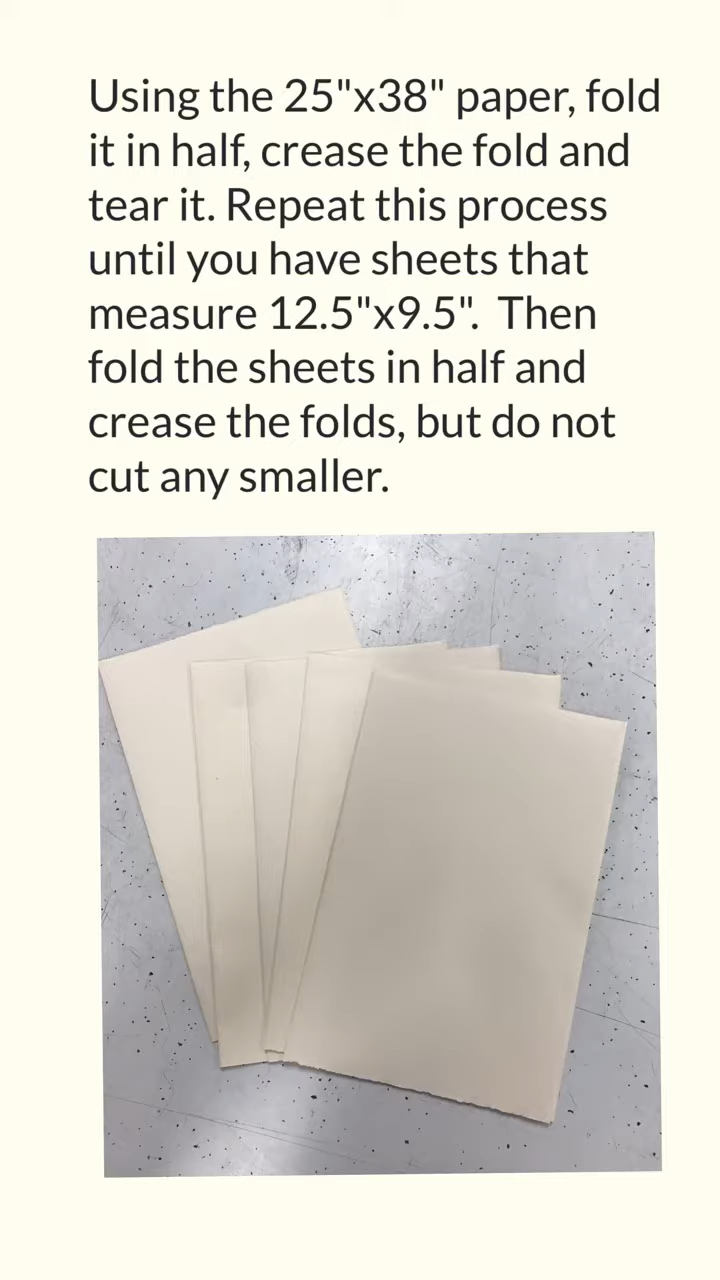 Using the 25"x38" paper, fold
it in half, crease the fold and
tear it. Repeat this process
until you have sheets that
measure 12.5"x9.5".  Then
fold the sheets in half and
crease the folds, but do not
cut any smaller.